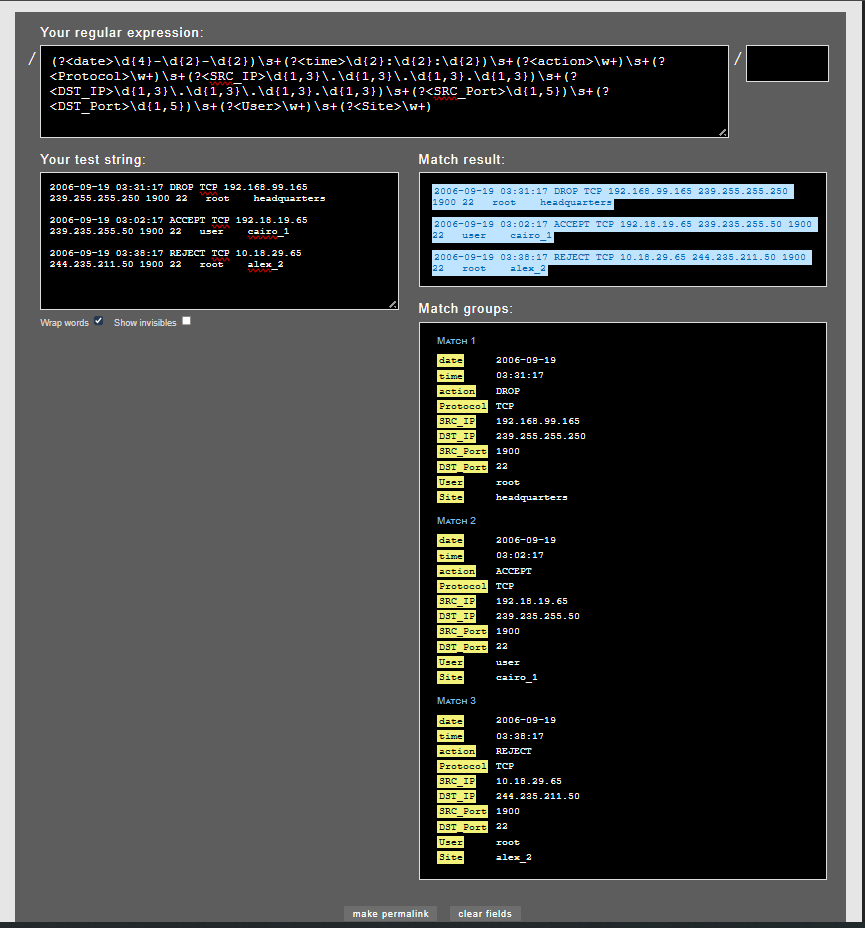 Your regular expression:
/
(?<date>\d{4}-\d{2}-\d{2})\s+(?<time>\d{2}:\d{2}:\d{2})\s+(?<action>\w+)\s+(?
<Protocol>\w+)\s+(?<SRC_IP>\d{1,3}\.\d{1,3}\.\d{1,3}.\d{1,3})\s+(?
<DST_IP>\d{1,3}\.\d{1,3}\.\d{1,3}.\d{1,3})\s+(?<SRC_Port>\d{1,5})\s+(?
<DST_Port>\d{1,5})\s+(?<User>\w+)\s+(?<Site>\w+)
/
Your test string:
2006-09-19 03:31:17 DROP TCP 192.168.99.165
239.255.255.250 1900 22 root headquarters
2006-09-19 03:02:17 ACCEPT TCP 192.18.19.65
239.235.255.50 1900 22 user cairo_1
2006-09-19 03:38:17 REJECT TCP 10.18.29.65
244.235.211.50 1900 22 root alex_2
Wrap words Show invisibles
Match result:
2006-09-19 03:31:17 DROP TCP 192.168.99.165 239.255.255.250
1900 22 root headquarters
2006-09-19 03:02:17 ACCEPT TCP 192.18.19.65 239.235.255.50 1900
22 user cairo_1
2006-09-19 03:38:17 REJECT TCP 10.18.29.65 244.235.211.50 1900
22 root alex_2
Match groups:
Match 1
date 2006-09-19
time 03:31:17
action DROP
Protocol TCP
SRC_IP 192.168.99.165
DST_IP 239.255.255.250
SRC_Port 1900
DST_Port 22
User root
Site headquarters
Match 2
date 2006-09-19
time 03:02:17
action ACCEPT
Protocol TCP
SRC_IP 192.18.19.65
DST_IP 239.235.255.50
SRC_Port 1900
DST_Port 22
User user
Site cairo_1
Match 3
date 2006-09-19
time 03:38:17
action REJECT
Protocol TCP
SRC_IP 10.18.29.65
DST_IP 244.235.211.50
SRC_Port 1900
DST_Port 22
User root
Site alex_2
make permalink clear fields